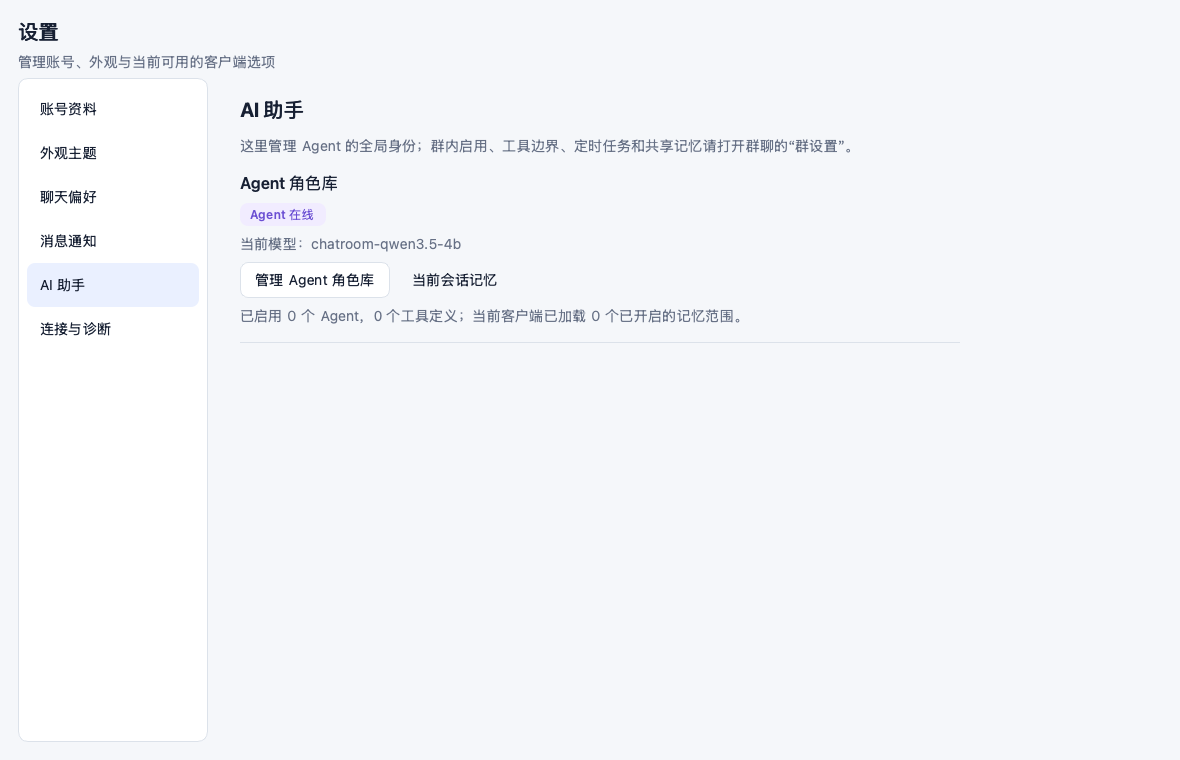 设置
管理账号、外观与当前可用的客户端选项
账号资料
外观主题
聊天偏好
消息通知
AI 助手
连接与诊断
AI 助手
这里管理 Agent 的全局身份；群内启用、工具边界、定时任务和共享记忆请打开群聊的“群设置”。
Agent 角色库
Agent 在线
当前模型：chatroom-qwen3.5-4b
管理 Agent 角色库
当前会话记忆
已启用 0 个 Agent，0 个工具定义；当前客户端已加载 0 个已开启的记忆范围。